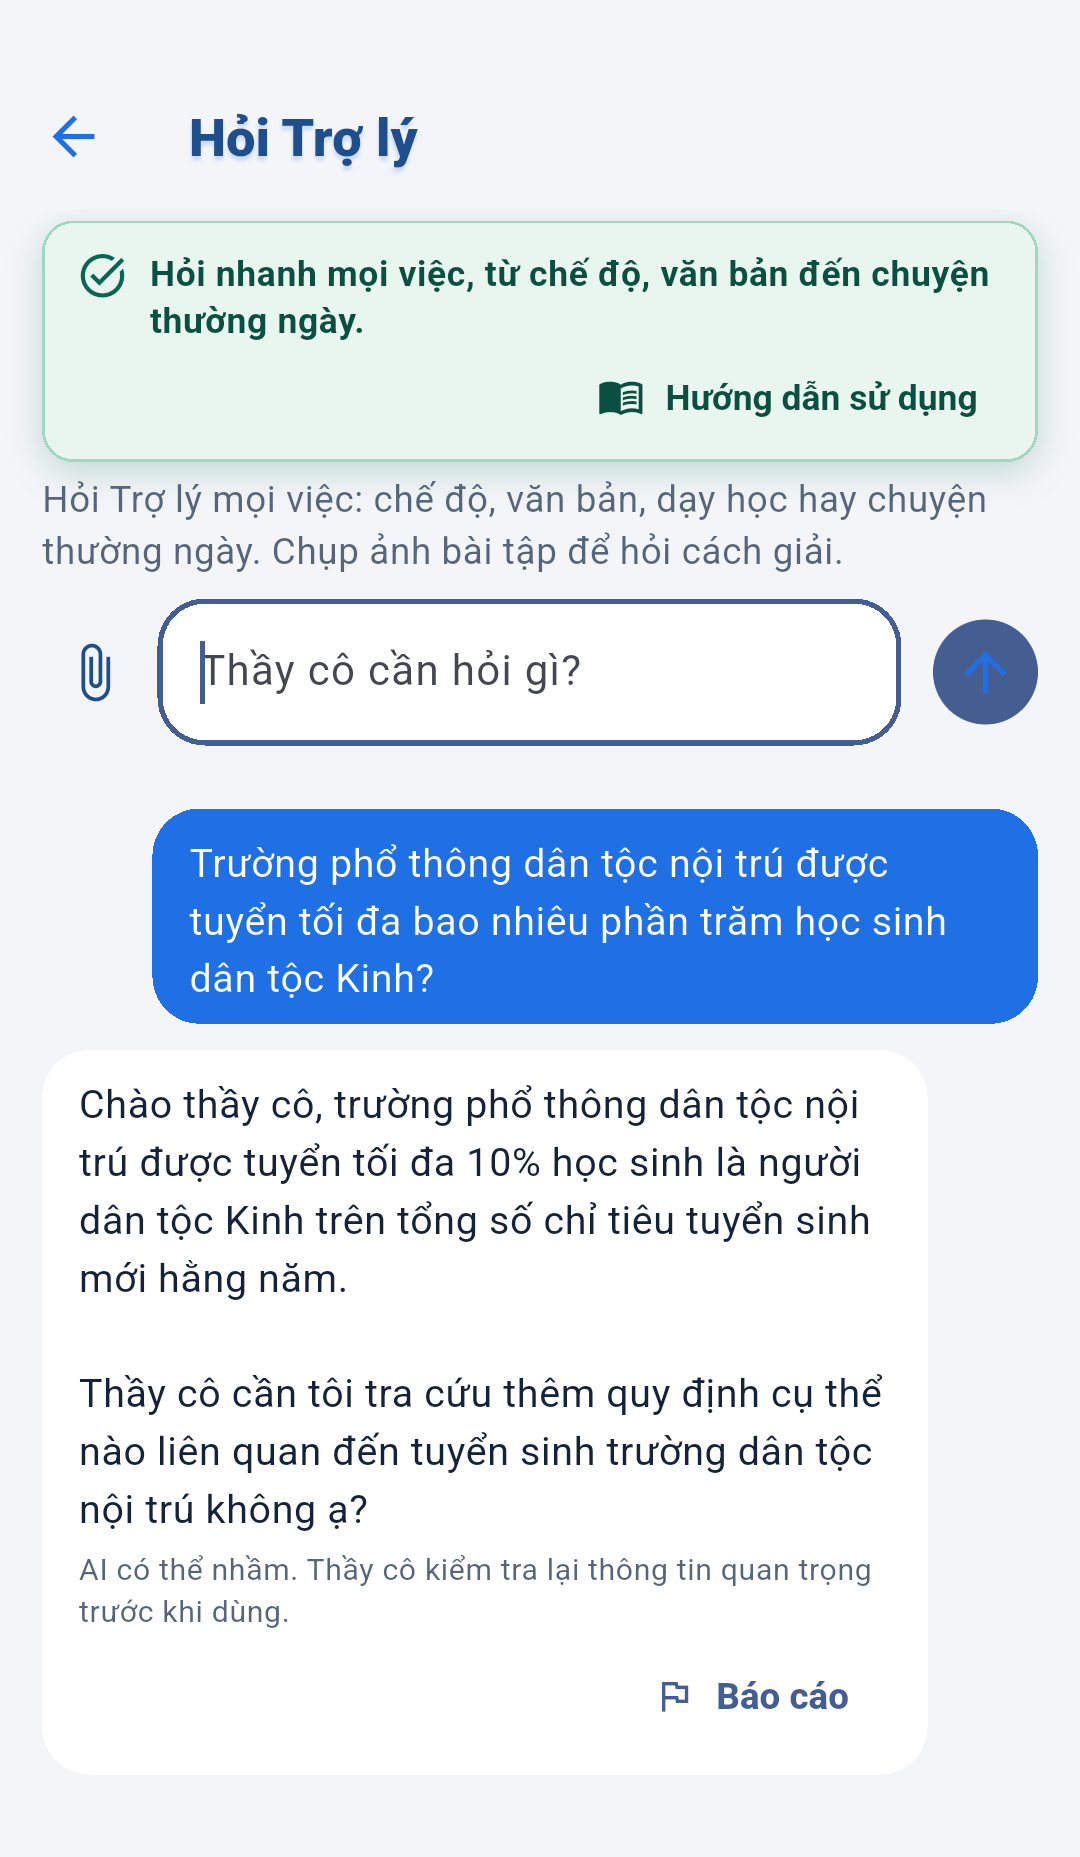 Hỏi Trợ lý
Hỏi nhanh mọi việc, từ chế độ, văn bản đến chuyện
thường ngày.
Hướng dẫn sử dụng
Hỏi Trợ lý mọi việc: chế độ, văn bản, dạy học hay chuyện
thường ngày. Chụp ảnh bài tập để hỏi cách giải.
Thầy cô cần hỏi gì?
Trường phổ thông dân tộc nội trú được
tuyển tối đa bao nhiêu phần trăm học sinh
dân tộc Kinh?
Chào thầy cô, trường phổ thông dân tộc nội
trú được tuyển tối đa 10% học sinh là người
dân tộc Kinh trên tổng số chỉ tiêu tuyển sinh
mới hằng năm.
Thầy cô cần tôi tra cứu thêm quy định cụ thể
nào liên quan đến tuyển sinh trường dân tộc
nội trú không ạ?
AI có thể nhầm. Thầy cô kiểm tra lại thông tin quan trọng
trước khi dùng.
Báo cáo